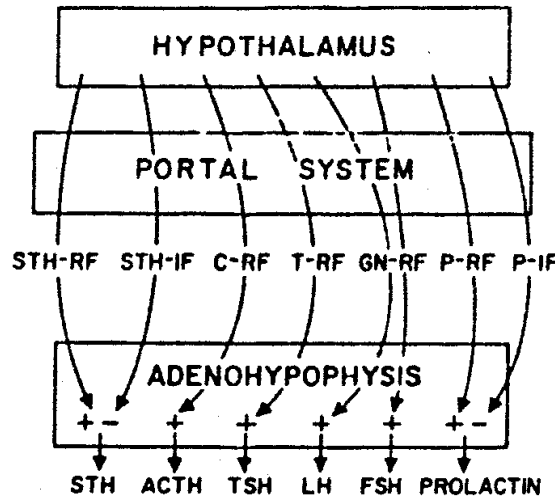 HYPOTHALAMUS
PORTAL SYSTEM
STH-RF STH-IF C-RF T-RF GN-RF P-RF P-IF
ADENOHYPOPHYSIS
+ - + + + + + -
STH ACTH TSH LH FSH PROLACTIN